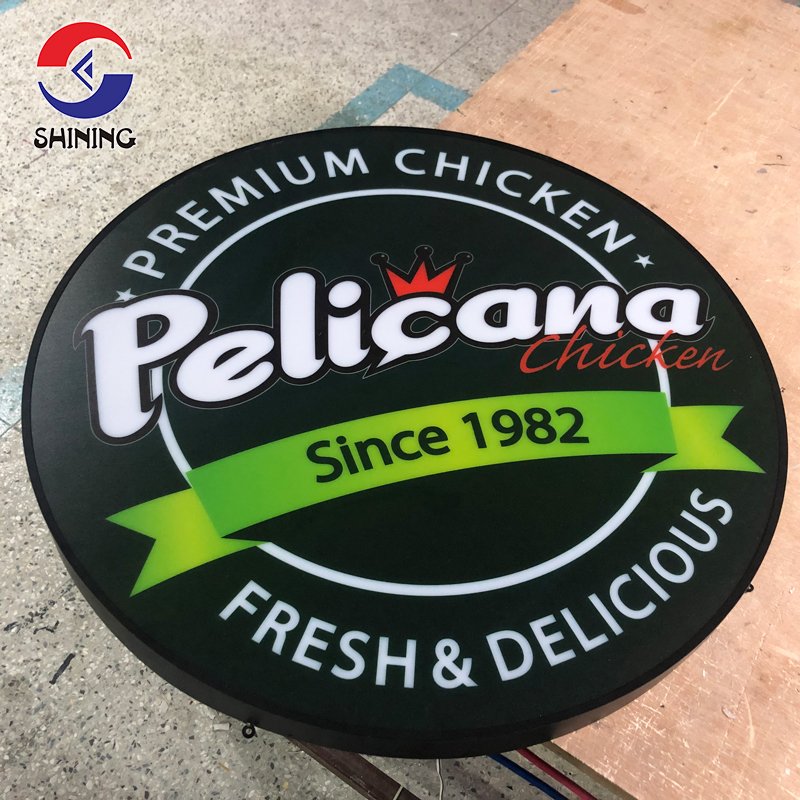 SHINING
PREMIUM CHICKEN
Pelicana
Chicken
Since 1982
FRESH & DELICIOUS